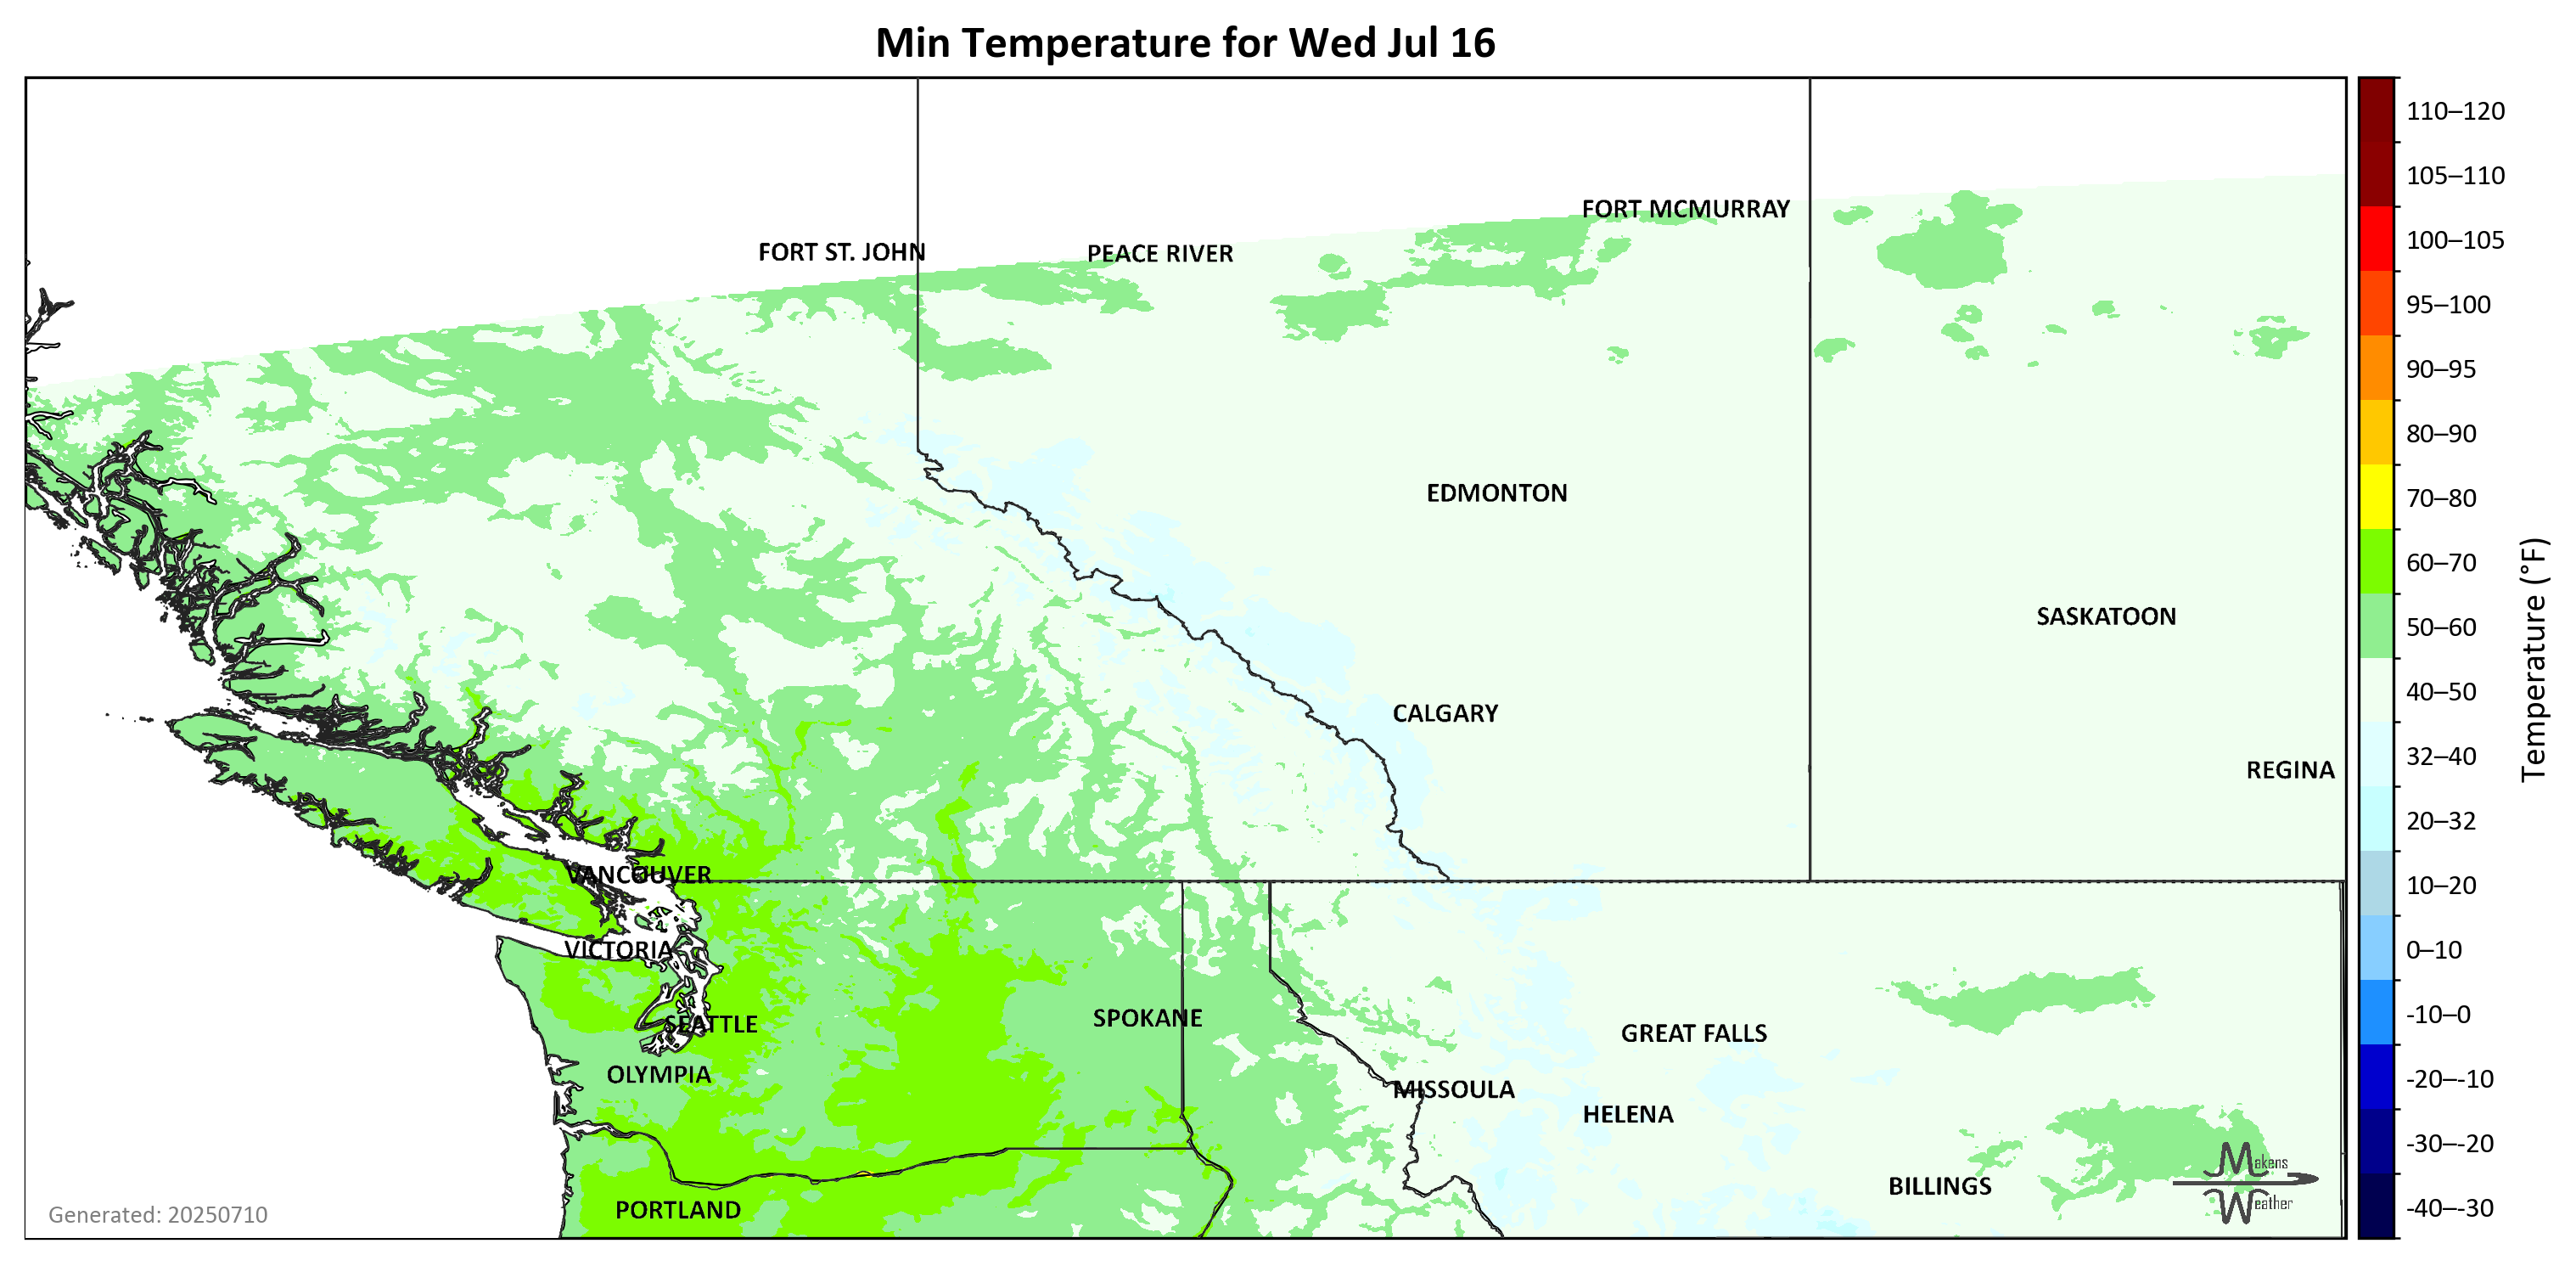 Min Temperature for Wed Jul 16
FORT MCMURRAY
FORT ST. JOHN
PEACE RIVER
EDMONTON
SASKATOON
CALGARY
REGINA
VANCOUVER
VICTORIA
SEATTLE
SPOKANE
GREAT FALLS
OLYMPIA
MISSOULA
HELENA
BILLINGS
PORTLAND
Makens
Weather
Generated: 20250710
110–120
105–110
100–105
95–100
90–95
80–90
70–80
60–70
50–60
40–50
32–40
20–32
10–20
0–10
-10–0
-20–-10
-30–-20
-40–-30
Temperature (°F)